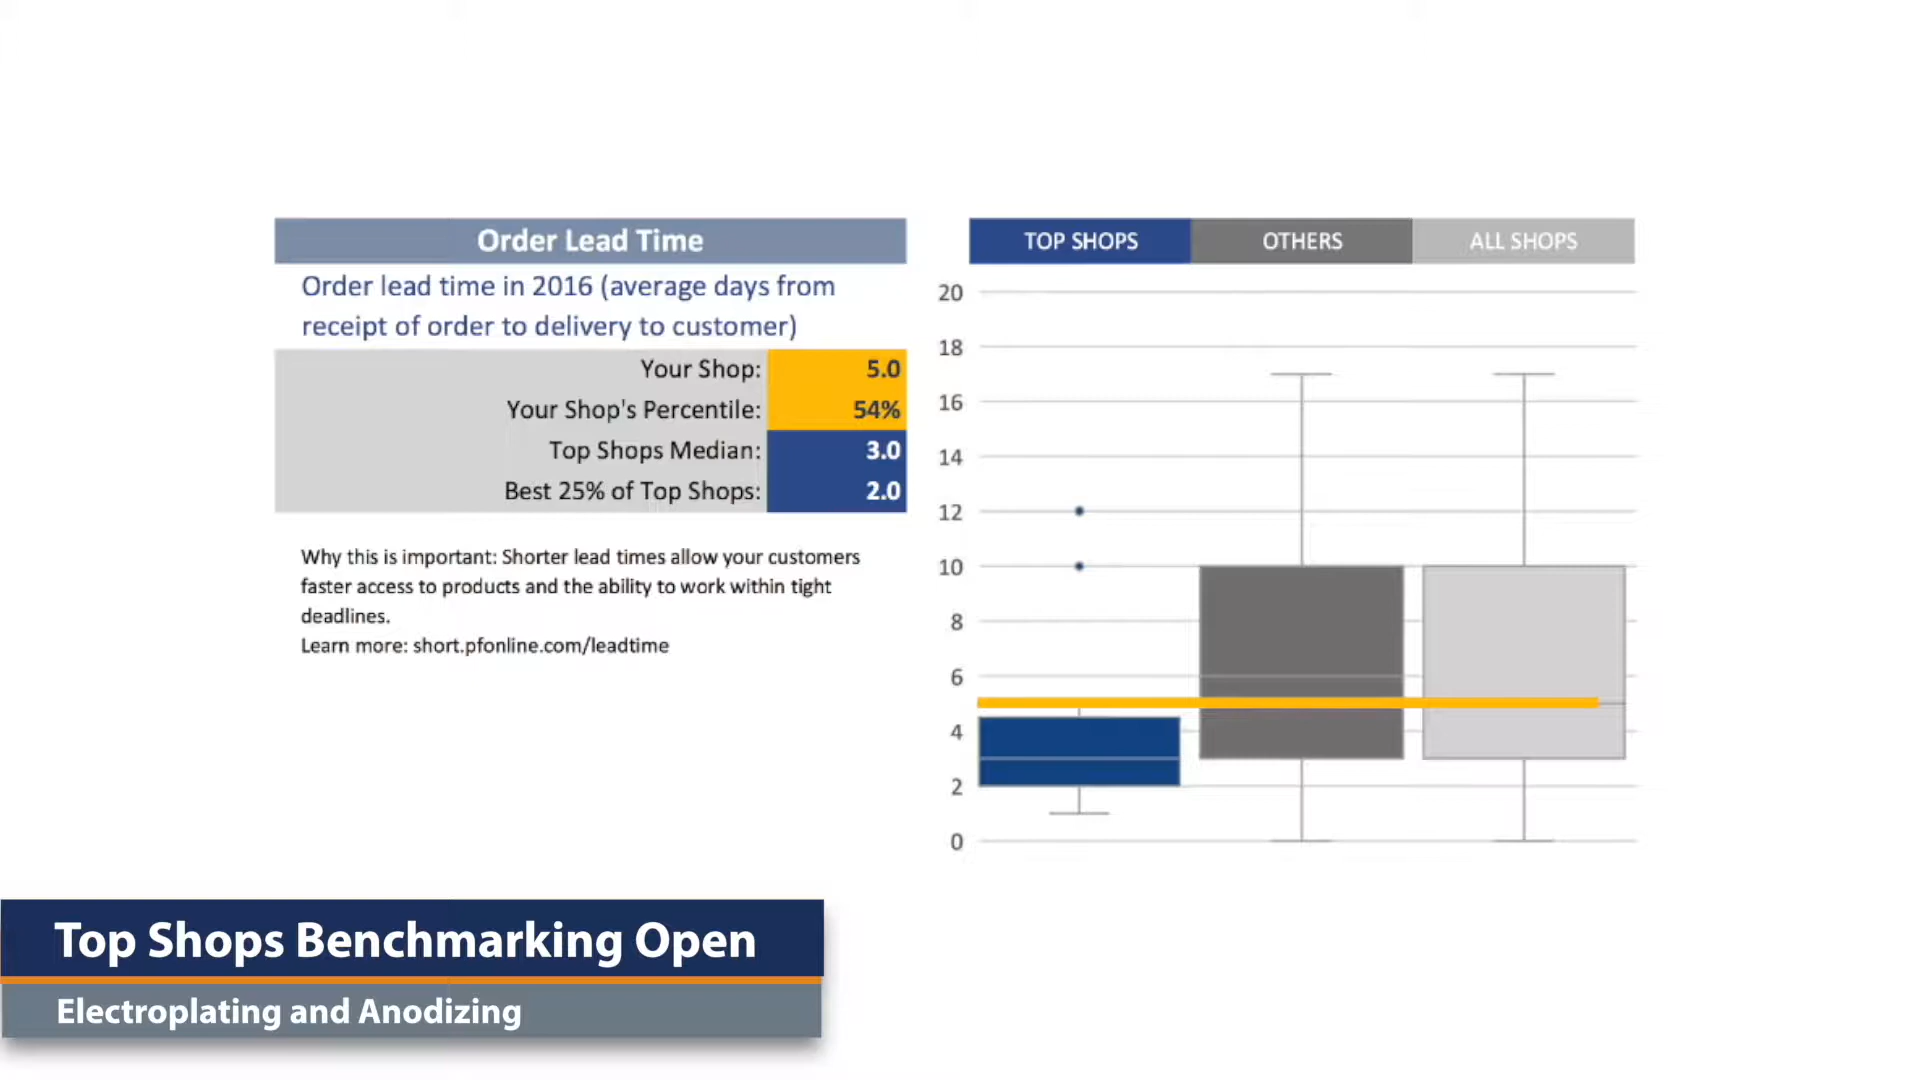 Order Lead Time
Order lead time in 2016 (average days from
receipt of order to delivery to customer)
Your Shop: 5.0
Your Shop's Percentile: 54%
Top Shops Median: 3.0
Best 25% of Top Shops: 2.0
Why this is important: Shorter lead times allow your customers
faster access to products and the ability to work within tight
deadlines.
Learn more: short.pfonline.com/leadtime
TOP SHOPS OTHERS ALL SHOPS
20
18
16
14
12
10
8
6
4
2
0
Top Shops Benchmarking Open
Electroplating and Anodizing